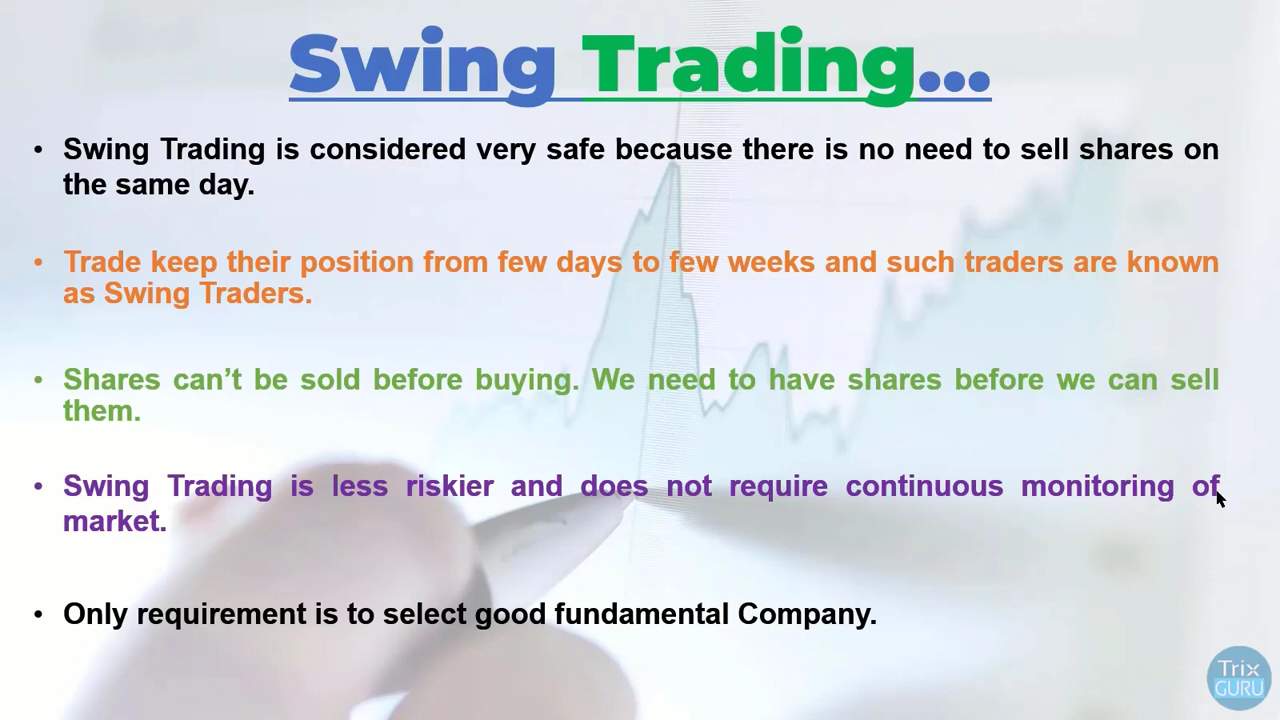 Swing Trading...
• Swing Trading is considered very safe because there is no need to sell shares on
the same day.
• Trade keep their position from few days to few weeks and such traders are known
as Swing Traders.
• Shares can’t be sold before buying. We need to have shares before we can sell
them.
• Swing Trading is less riskier and does not require continuous monitoring of
market.
• Only requirement is to select good fundamental Company.
Trix
GURU